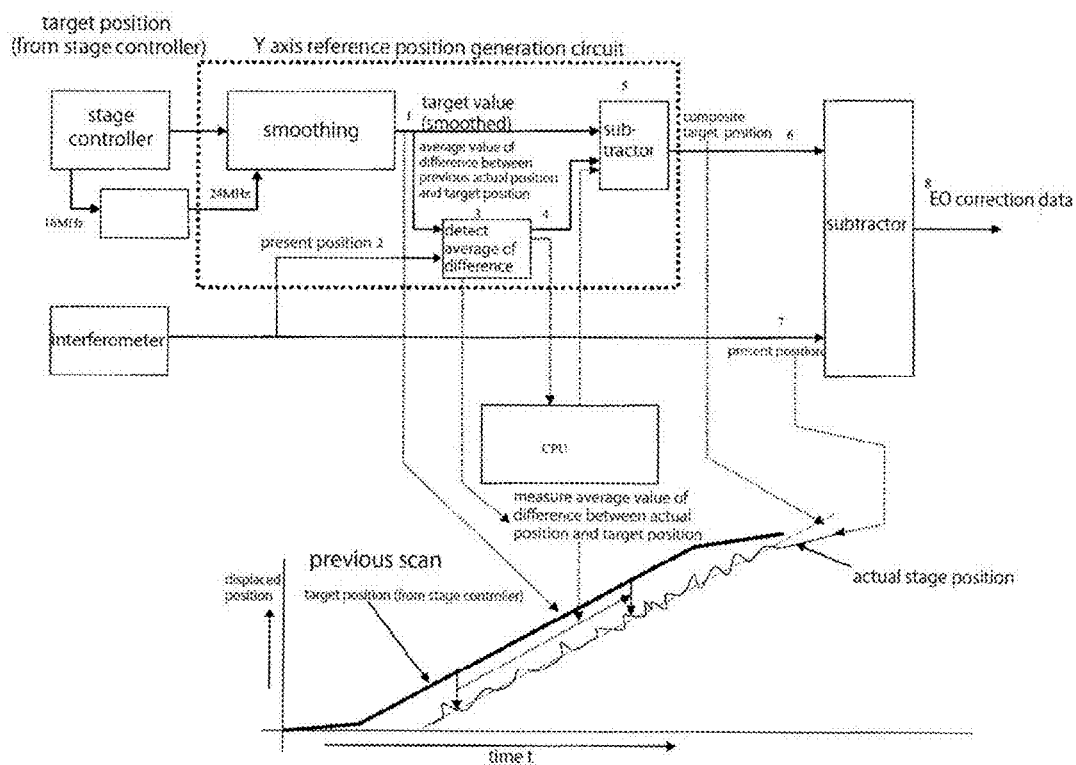 target position
(from stage controller)
Y axis reference position generation circuit
stage
controller
smoothing
1
target value
(smoothed)
average value of
difference between
previous actual position
and target position
5
sub-
tractor
composite
target position 6
16MHz
24MHz
present position 2
3
detect
average of
difference
4
subtractor
8
EO correction data
interferometer
7
present position
CPU
measure average value of
difference between actual
position and target position
previous scan
displaced
position
target position (from stage controller)
actual stage position
time t